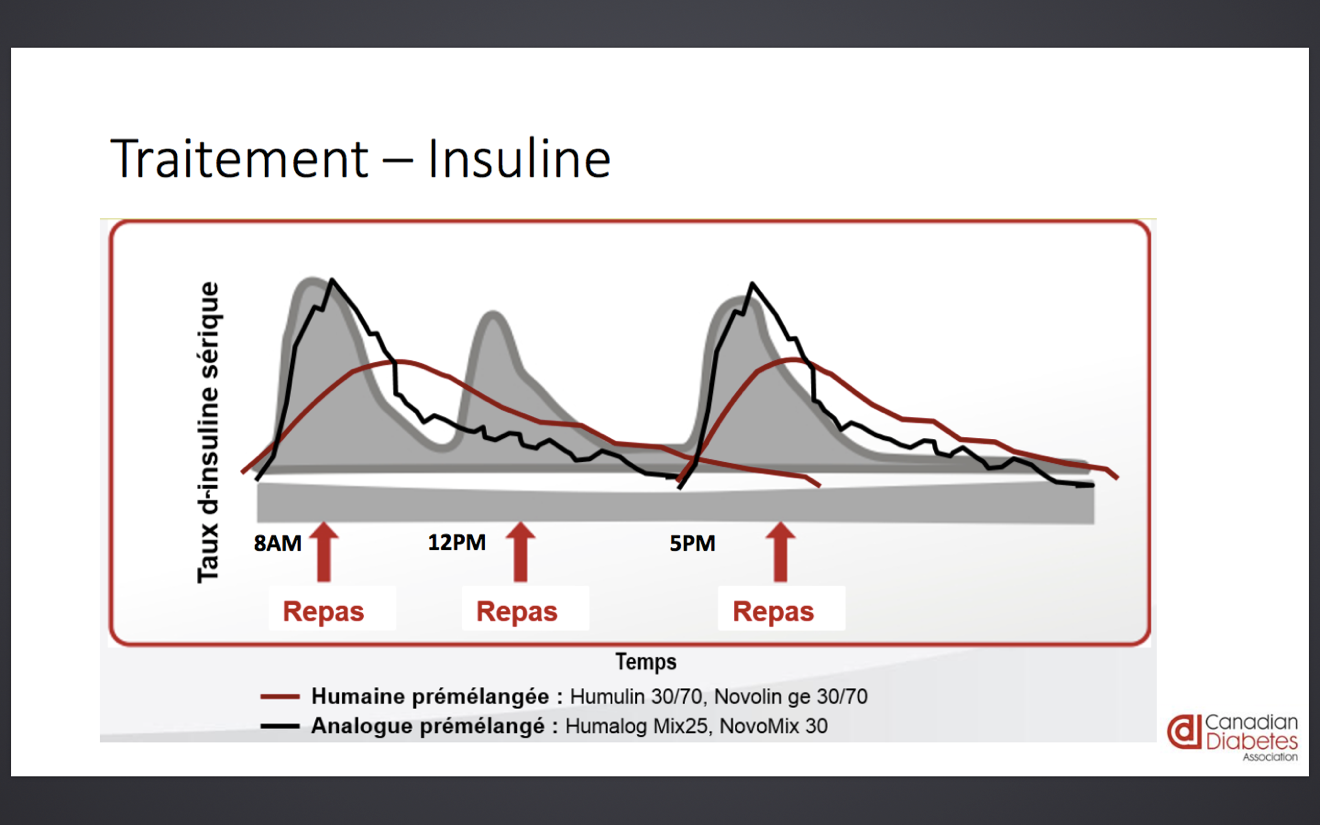 Traitement – Insuline
Taux d-insuline sérique
8AM
12PM
5PM
Repas
Repas
Repas
Temps
Humaine prémélangée : Humulin 30/70, Novolin ge 30/70
Analogue prémélangé : Humalog Mix25, NovoMix 30
Canadian
Diabetes
Association